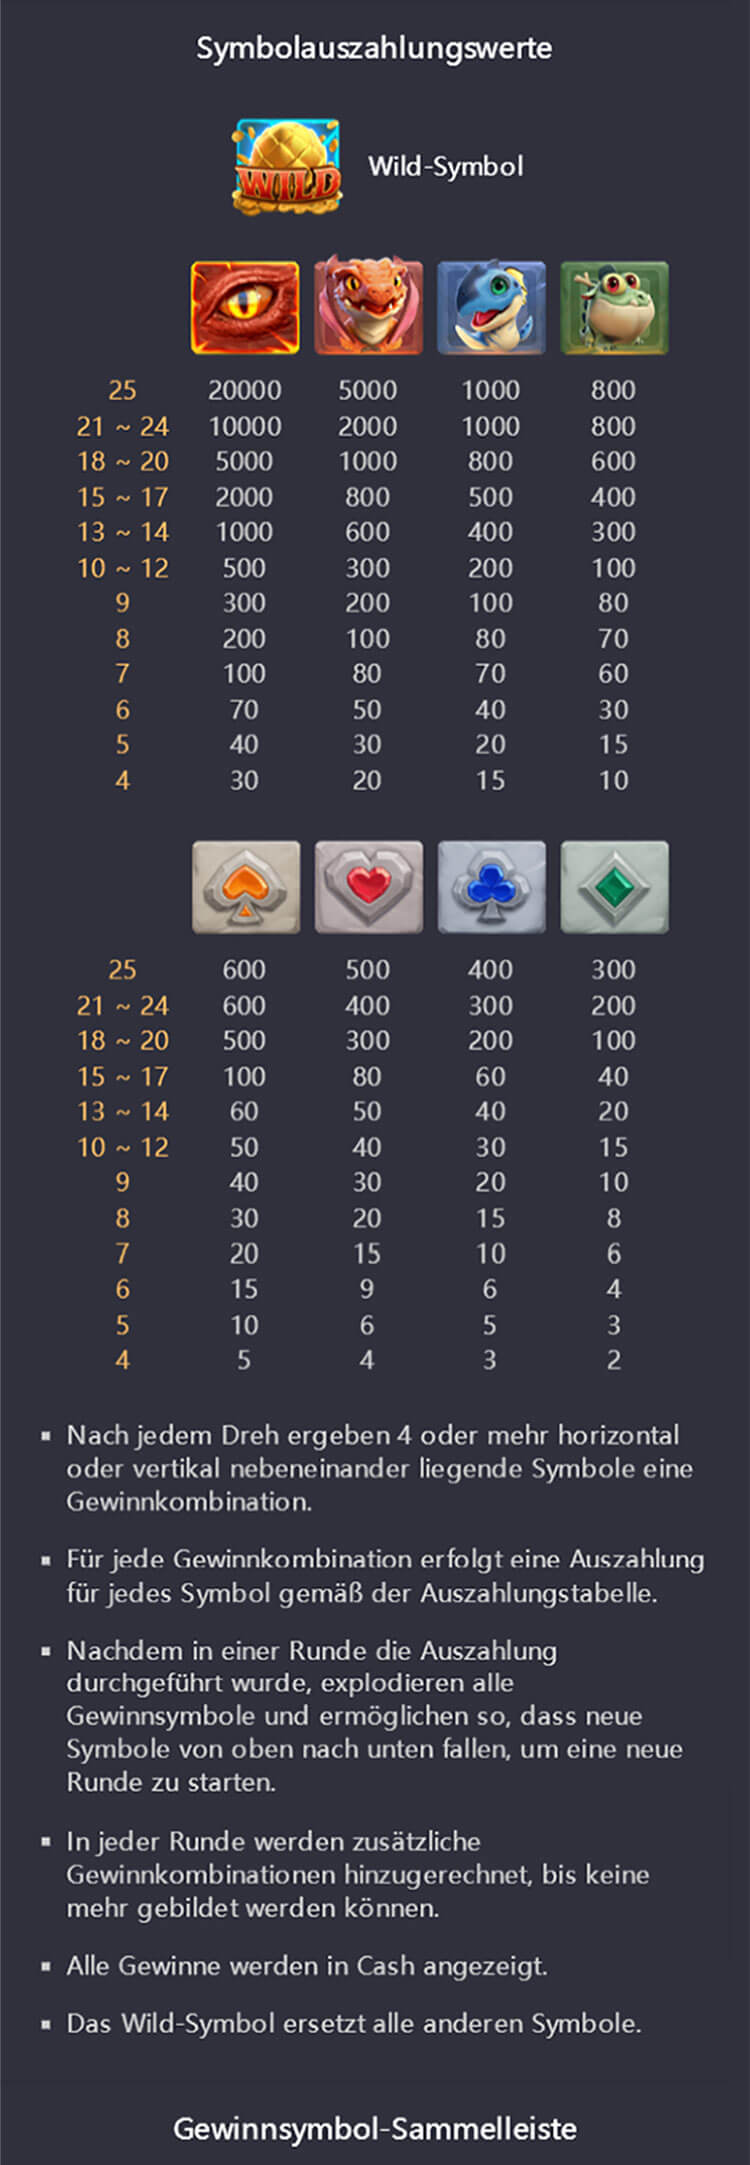 Symbolauszahlungswerte
WILD
Wild-Symbol
25 20000 5000 1000 800
21 ~ 24 10000 2000 1000 800
18 ~ 20 5000 1000 800 600
15 ~ 17 2000 800 500 400
13 ~ 14 1000 600 400 300
10 ~ 12 500 300 200 100
9 300 200 100 80
8 200 100 80 70
7 100 80 70 60
6 70 50 40 30
5 40 30 20 15
4 30 20 15 10
25 600 500 400 300
21 ~ 24 600 400 300 200
18 ~ 20 500 300 200 100
15 ~ 17 100 80 60 40
13 ~ 14 60 50 40 20
10 ~ 12 50 40 30 15
9 40 30 20 10
8 30 20 15 8
7 20 15 10 6
6 15 9 6 4
5 10 6 5 3
4 5 4 3 2
▪ Nach jedem Dreh ergeben 4 oder mehr horizontal
oder vertikal nebeneinander liegende Symbole eine
Gewinnkombination.
▪ Für jede Gewinnkombination erfolgt eine Auszahlung
für jedes Symbol gemäß der Auszahlungstabelle.
▪ Nachdem in einer Runde die Auszahlung
durchgeführt wurde, explodieren alle
Gewinnsymbole und ermöglichen so, dass neue
Symbole von oben nach unten fallen, um eine neue
Runde zu starten.
▪ In jeder Runde werden zusätzliche
Gewinnkombinationen hinzugerechnet, bis keine
mehr gebildet werden können.
▪ Alle Gewinne werden in Cash angezeigt.
▪ Das Wild-Symbol ersetzt alle anderen Symbole.
Gewinnsymbol-Sammelleiste